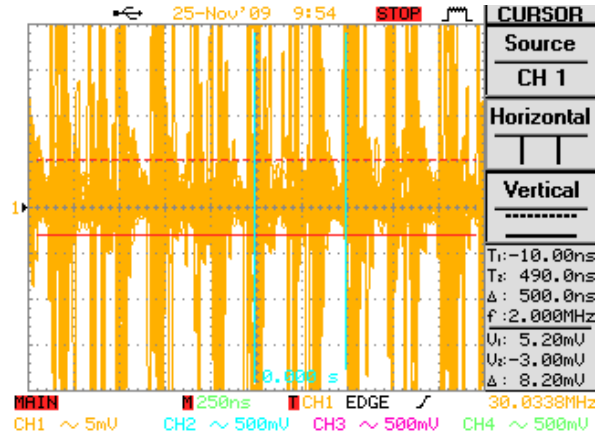 25-Nov'09 9:54 STOP CURSOR
Source
CH 1
Horizontal
Vertical
1
T₁:-10.00ns
T₂: 490.0ns
Δ : 500.0ns
f :2.000MHz
V₁: 5.20mV
V₂:-3.00mV
Δ : 8.20mV
0.000 s
MAIN M 250ns T CH1 EDGE 30.0338MHz
CH1 ~ 5mV CH2 ~ 500mV CH3 ~ 500mV CH4 ~ 500mV